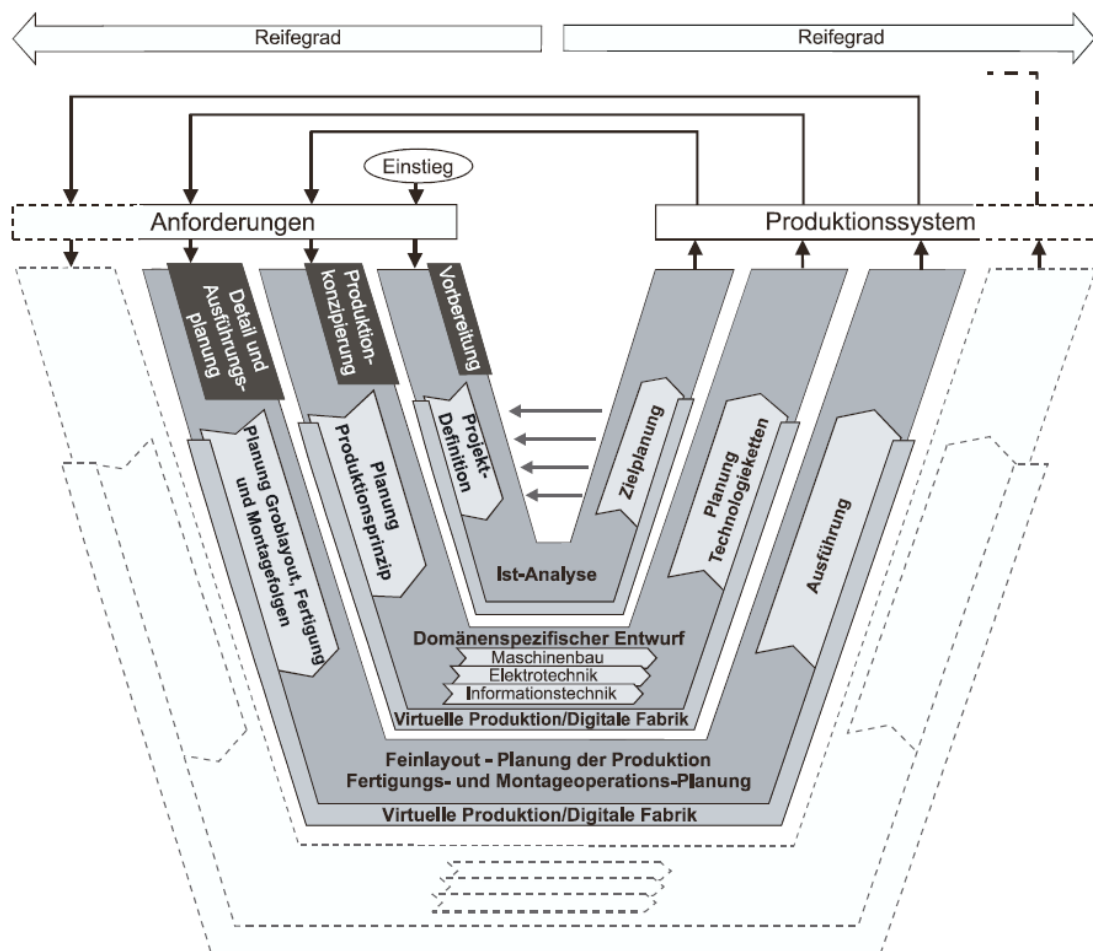 Reifegrad
Reifegrad
Einstieg
Anforderungen
Produktionssystem
Detail und
Ausführungs-
planung
Produktion-
konzipierung
Vorbereitung
Planung Groblayout, Fertigung
und Montagefolgen
Planung
Produktionsprinzip
Projekt-
Definition
Zielplanung
Planung
Technologieketten
Ausführung
Ist-Analyse
Domänenspezifischer Entwurf
Maschinenbau
Elektrotechnik
Informationstechnik
Virtuelle Produktion/Digitale Fabrik
Feinlayout - Planung der Produktion
Fertigungs- und Montageoperations-Planung
Virtuelle Produktion/Digitale Fabrik